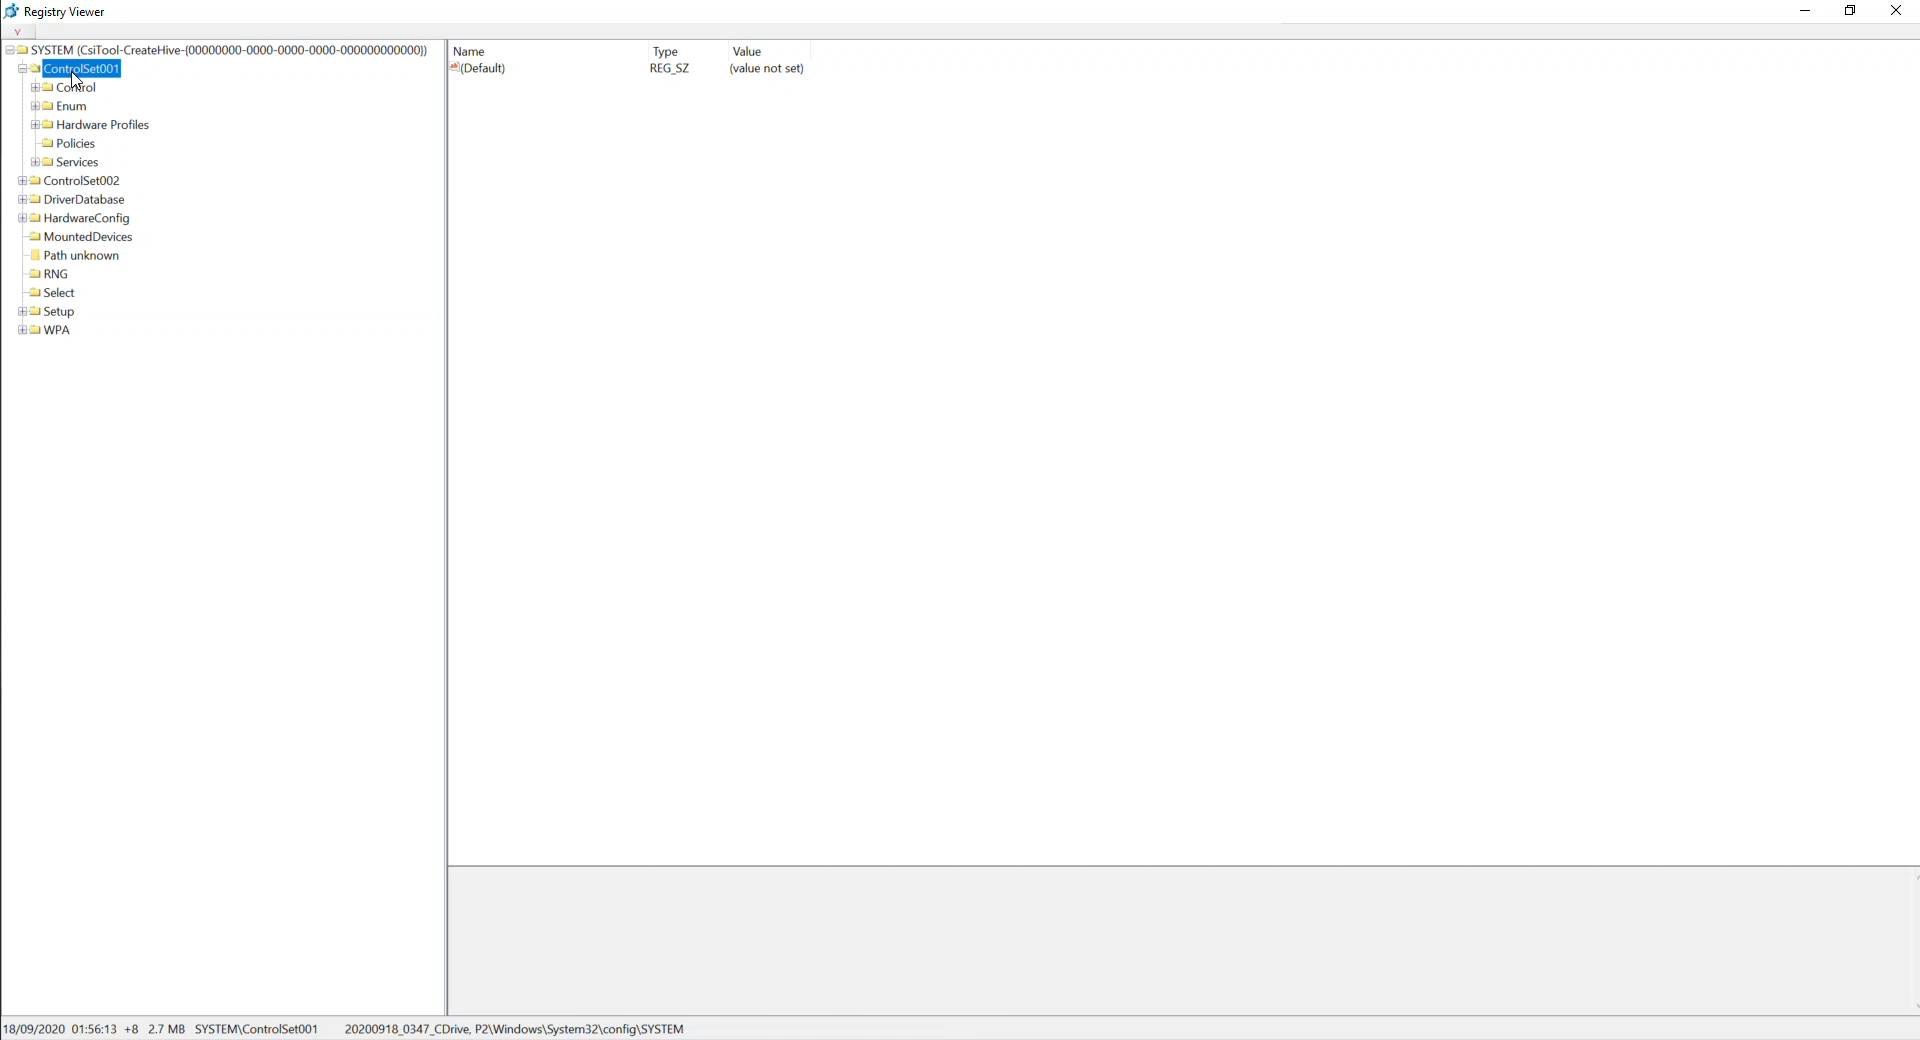 Registry Viewer
SYSTEM (CsiTool-CreateHive-{00000000-0000-0000-0000-000000000000})
Name Type Value
ControlSet001
(Default) REG_SZ (value not set)
Control
Enum
Hardware Profiles
Policies
Services
ControlSet002
DriverDatabase
HardwareConfig
MountedDevices
Path unknown
RNG
Select
Setup
WPA
18/09/2020 01:56:13 +8 2.7 MB SYSTEM\ControlSet001 20200918_0347_CDrive, P2\Windows\System32\config\SYSTEM